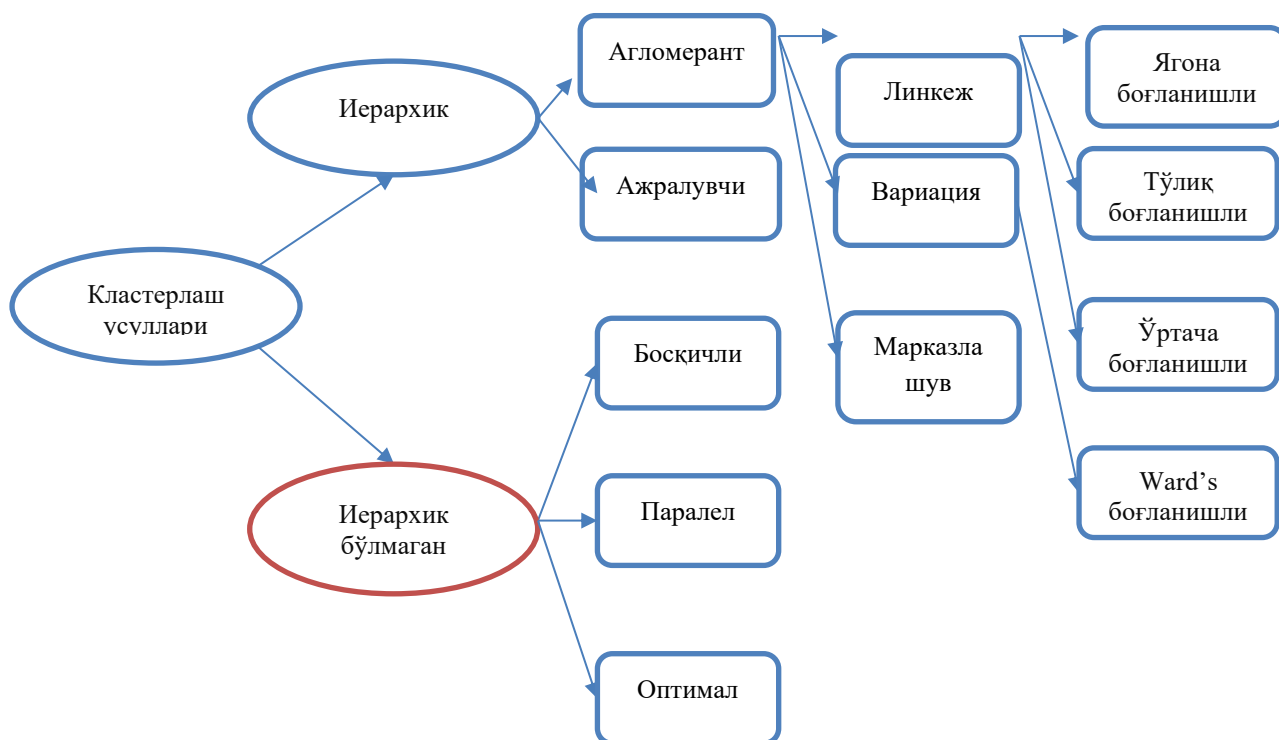 Агломерант
Иерархик
Линкеж
Ягона
боғланишли
Ажралувчи
Вариация
Тўлиқ
боғланишли
Кластерлаш
усуллари
Босқичли
Марказла
шув
Ўртача
боғланишли
Иерархик
бўлмаган
Паралел
Ward’s
боғланишли
Оптимал